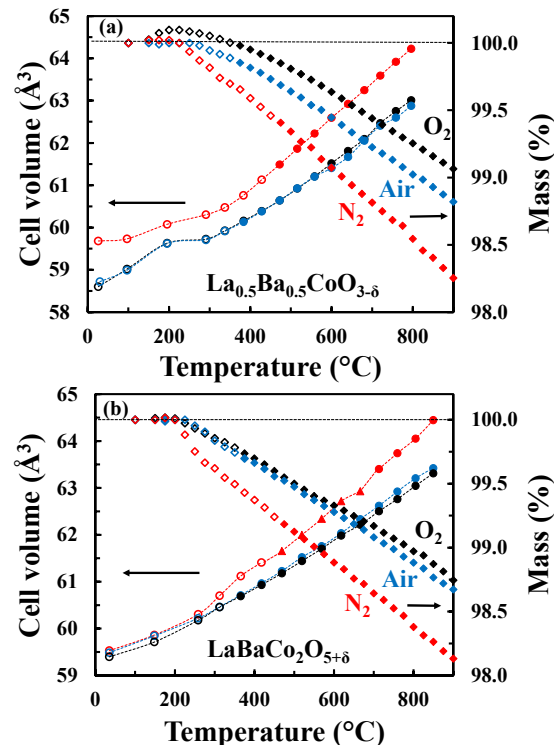 (a)
65
64
63
62
61
60
59
58
Cell volume (Å³)
100.0
99.5
99.0
98.5
98.0
Mass (%)
O₂
Air
N₂
La₀.₅Ba₀.₅CoO₃₋δ
0 200 400 600 800
Temperature (°C)
(b)
65
64
63
62
61
60
59
Cell volume (Å³)
100.0
99.5
99.0
98.5
98.0
Mass (%)
O₂
Air
N₂
LaBaCo₂O₅₊δ
0 200 400 600 800
Temperature (°C)